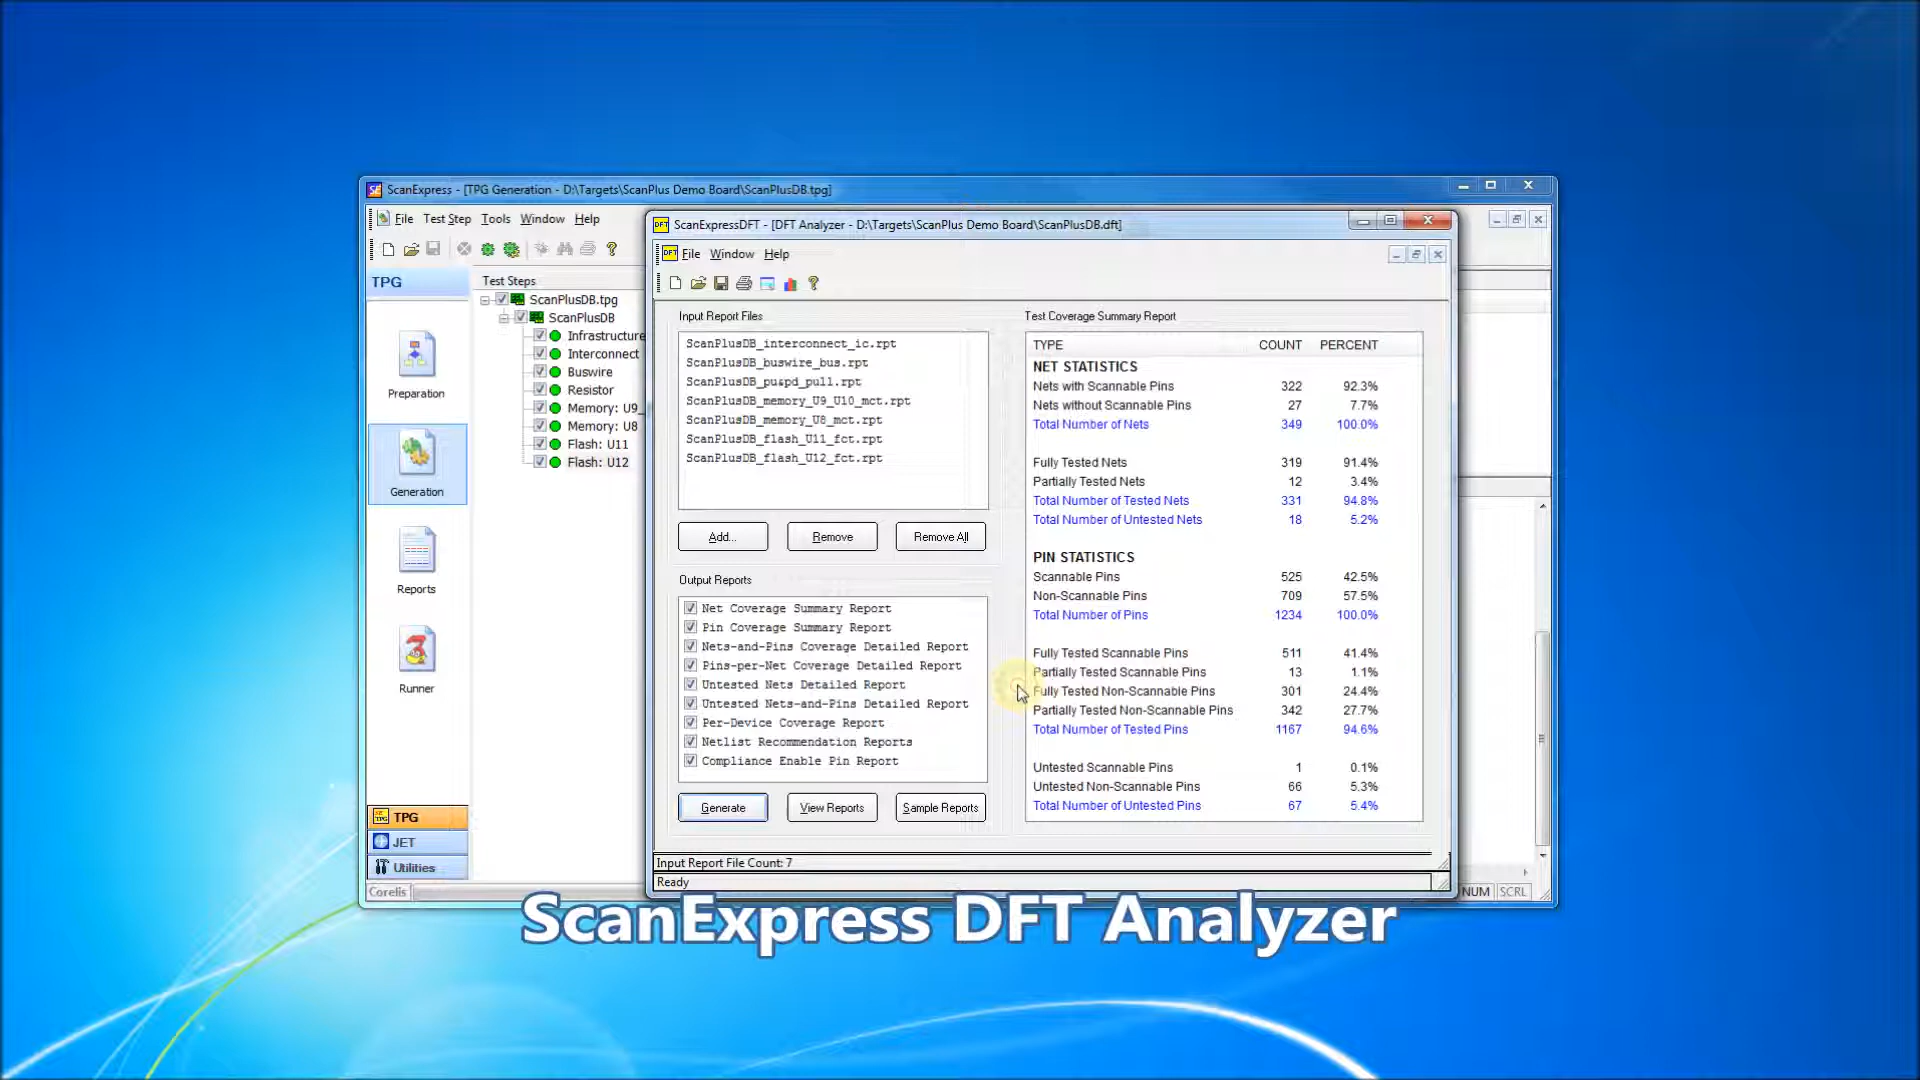 ScanExpress - [TPG Generation - D:\Targets\ScanPlus Demo Board\ScanPlusDB.tpg]
File Test Step Tools Window Help
TPG
Preparation
Generation
Reports
Runner
TPG
JET
Utilities
Corelis
Test Steps
ScanPlusDB.tpg
ScanPlusDB
Infrastructure
Interconnect
Buswire
Resistor
Memory: U9_
Memory: U8
Flash: U11
Flash: U12
NUM SCRL
ScanExpressDFT - [DFT Analyzer - D:\Targets\ScanPlus Demo Board\ScanPlusDB.dft]
File Window Help
Input Report Files
ScanPlusDB_interconnect_ic.rpt
ScanPlusDB_buswire_bus.rpt
ScanPlusDB_pu&pd_pull.rpt
ScanPlusDB_memory_U9_U10_mct.rpt
ScanPlusDB_memory_U8_mct.rpt
ScanPlusDB_flash_U11_fct.rpt
ScanPlusDB_flash_U12_fct.rpt
Add... Remove Remove All
Output Reports
Net Coverage Summary Report
Pin Coverage Summary Report
Nets-and-Pins Coverage Detailed Report
Pins-per-Net Coverage Detailed Report
Untested Nets Detailed Report
Untested Nets-and-Pins Detailed Report
Per-Device Coverage Report
Netlist Recommendation Reports
Compliance Enable Pin Report
Generate View Reports Sample Reports
Test Coverage Summary Report
TYPE COUNT PERCENT
NET STATISTICS
Nets with Scannable Pins 322 92.3%
Nets without Scannable Pins 27 7.7%
Total Number of Nets 349 100.0%
Fully Tested Nets 319 91.4%
Partially Tested Nets 12 3.4%
Total Number of Tested Nets 331 94.8%
Total Number of Untested Nets 18 5.2%
PIN STATISTICS
Scannable Pins 525 42.5%
Non-Scannable Pins 709 57.5%
Total Number of Pins 1234 100.0%
Fully Tested Scannable Pins 511 41.4%
Partially Tested Scannable Pins 13 1.1%
Fully Tested Non-Scannable Pins 301 24.4%
Partially Tested Non-Scannable Pins 342 27.7%
Total Number of Tested Pins 1167 94.6%
Untested Scannable Pins 1 0.1%
Untested Non-Scannable Pins 66 5.3%
Total Number of Untested Pins 67 5.4%
Input Report File Count: 7
Ready
ScanExpress DFT Analyzer